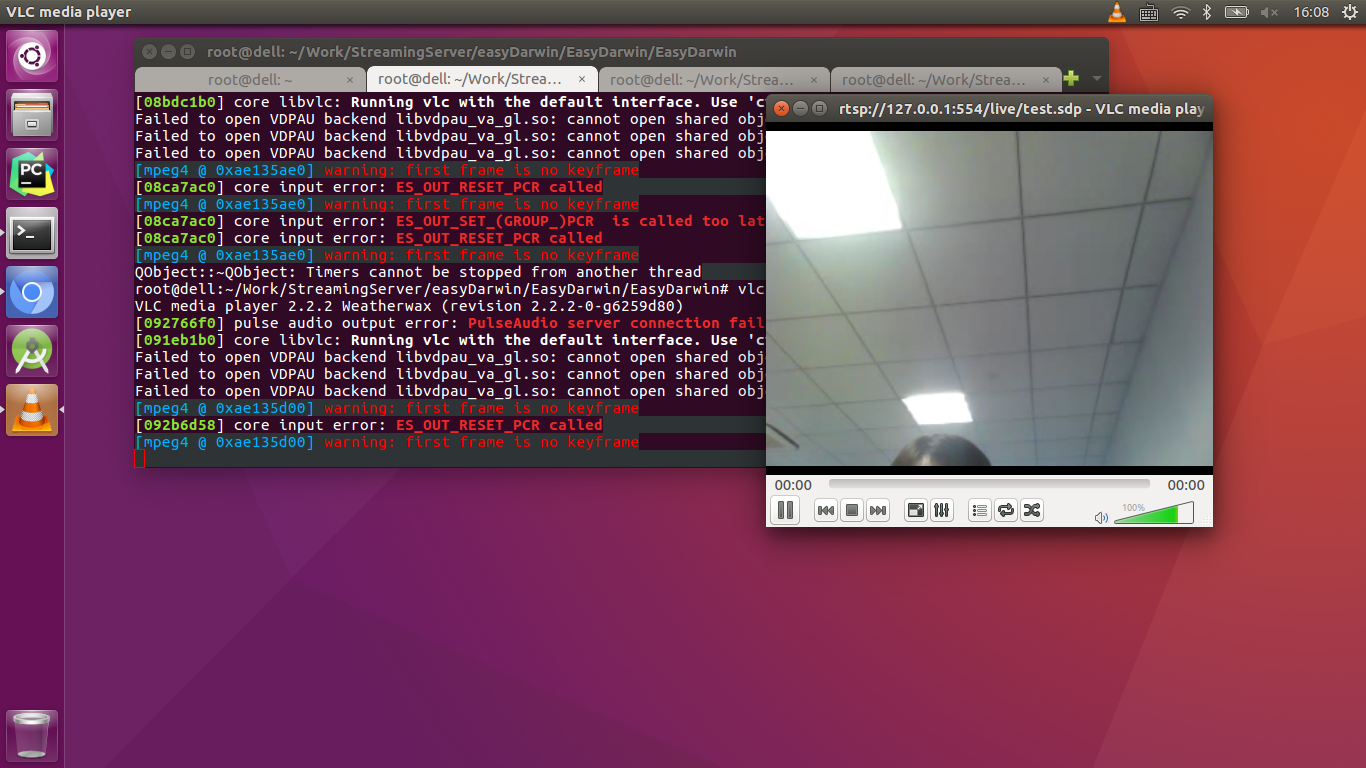 VLC media player
16:08
root@dell: ~/Work/StreamingServer/easyDarwin/EasyDarwin/EasyDarwin
root@dell: ~ × root@dell: ~/Work/Strea... × root@dell: ~/Work/Strea... × root@dell: ~/Work/Strea... ×
[08bdc1b0] core libvlc: Running vlc with the default interface. Use 'c
Failed to open VDPAU backend libvdpau_va_gl.so: cannot open shared obj
Failed to open VDPAU backend libvdpau_va_gl.so: cannot open shared obj
Failed to open VDPAU backend libvdpau_va_gl.so: cannot open shared obj
[mpeg4 @ 0xae135ae0] warning: first frame is no keyframe
[08ca7ac0] core input error: ES_OUT_RESET_PCR called
[mpeg4 @ 0xae135ae0] warning: first frame is no keyframe
[08ca7ac0] core input error: ES_OUT_SET_(GROUP_)PCR  is called too lat
[08ca7ac0] core input error: ES_OUT_RESET_PCR called
[mpeg4 @ 0xae135ae0] warning: first frame is no keyframe
QObject::~QObject: Timers cannot be stopped from another thread
root@dell:~/Work/StreamingServer/easyDarwin/EasyDarwin/EasyDarwin# vlc
VLC media player 2.2.2 Weatherwax (revision 2.2.2-0-g6259d80)
[092766f0] pulse audio output error: PulseAudio server connection fail
[091eb1b0] core libvlc: Running vlc with the default interface. Use 'c
Failed to open VDPAU backend libvdpau_va_gl.so: cannot open shared obj
Failed to open VDPAU backend libvdpau_va_gl.so: cannot open shared obj
Failed to open VDPAU backend libvdpau_va_gl.so: cannot open shared obj
[mpeg4 @ 0xae135d00] warning: first frame is no keyframe
[092b6d58] core input error: ES_OUT_RESET_PCR called
[mpeg4 @ 0xae135d00] warning: first frame is no keyframe
rtsp://127.0.0.1:554/live/test.sdp - VLC media play
00:00 00:00
100%
PC
>_